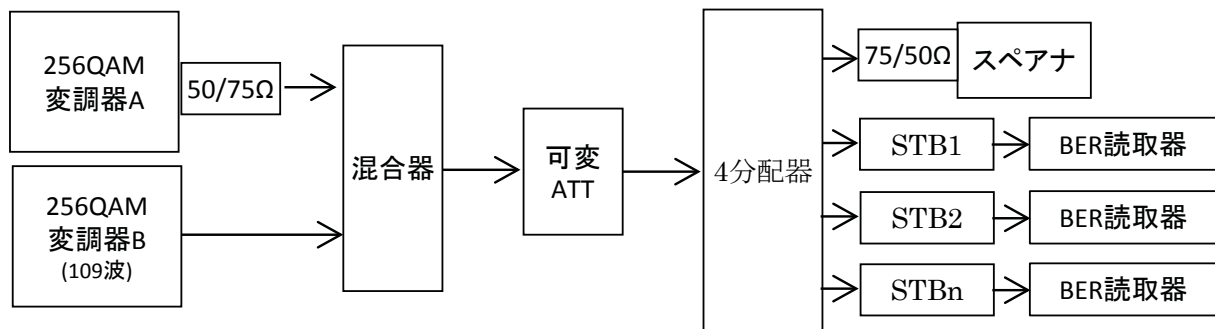 256QAM
変調器A
50/75Ω
256QAM
変調器B
(109波)
混合器
可変
ATT
4分配器
75/50Ω
スペアナ
STB1
BER読取器
STB2
BER読取器
STBn
BER読取器